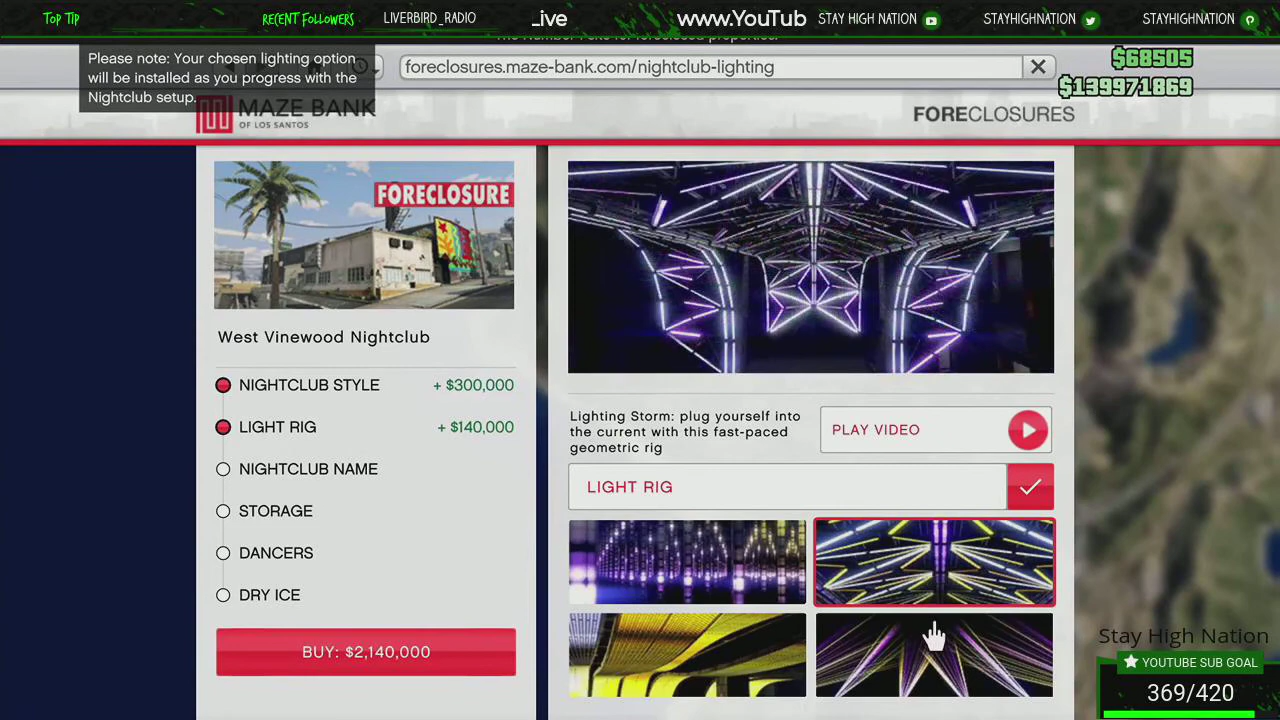 TOP TIP
RECENT FOLLOWERS
LIVERBIRD_RADIO
_ive
www.YouTub
STAY HIGH NATION
STAYHIGHNATION
STAYHIGHNATION
Please note: Your chosen lighting option
will be installed as you progress with the
Nightclub setup.
foreclosures.maze-bank.com/nightclub-lighting
$68505
$139971869
MAZE BANK
OF LOS SANTOS
FORECLOSURES
FORECLOSURE
West Vinewood Nightclub
NIGHTCLUB STYLE + $300,000
LIGHT RIG + $140,000
NIGHTCLUB NAME
STORAGE
DANCERS
DRY ICE
BUY: $2,140,000
Lighting Storm: plug yourself into
the current with this fast-paced
geometric rig
PLAY VIDEO
LIGHT RIG
Stay High Nation
YOUTUBE SUB GOAL
369/420